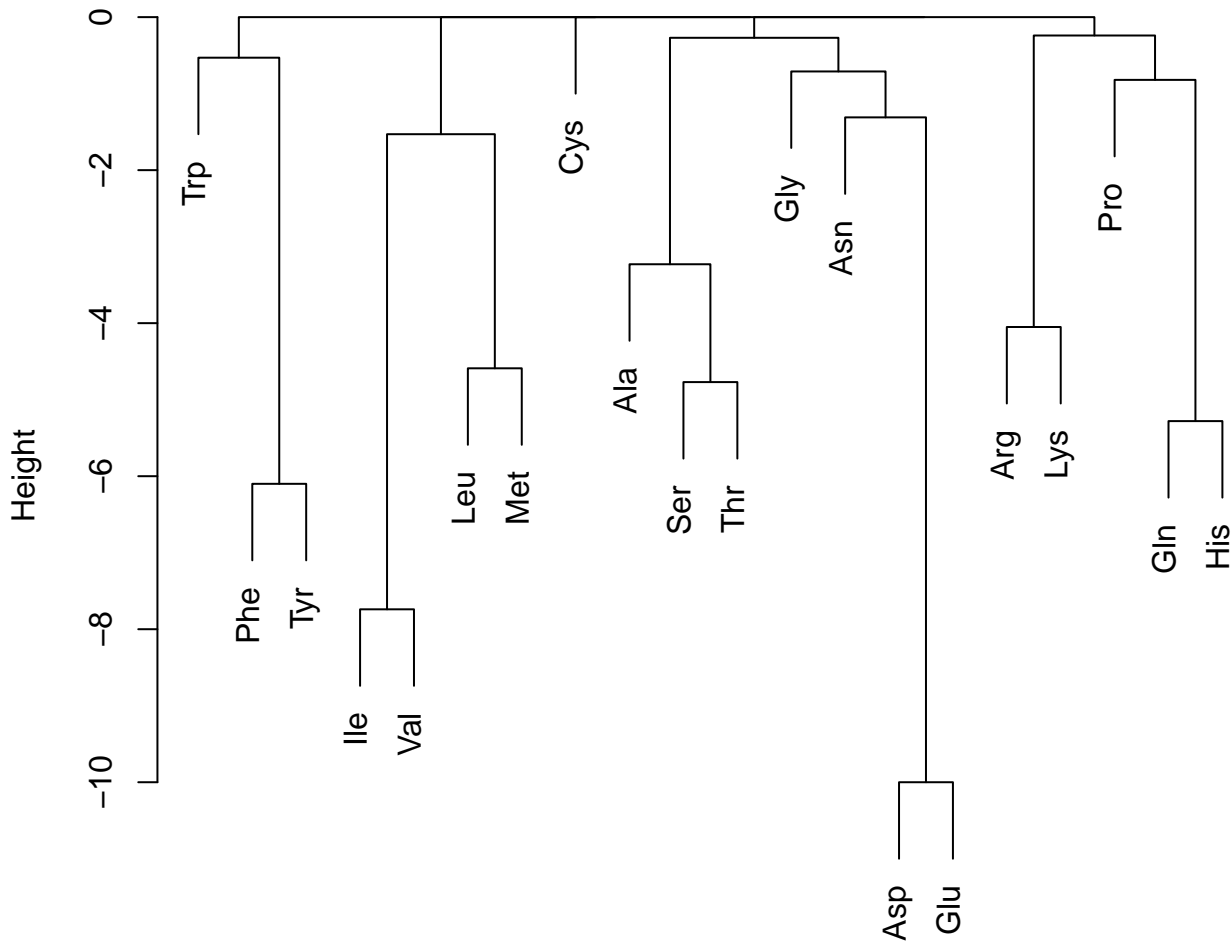 Height
0
−2
−4
−6
−8
−10
Trp
Phe
Tyr
Ile
Val
Leu
Met
Cys
Ala
Ser
Thr
Gly
Asn
Asp
Glu
Arg
Lys
Pro
Gln
His